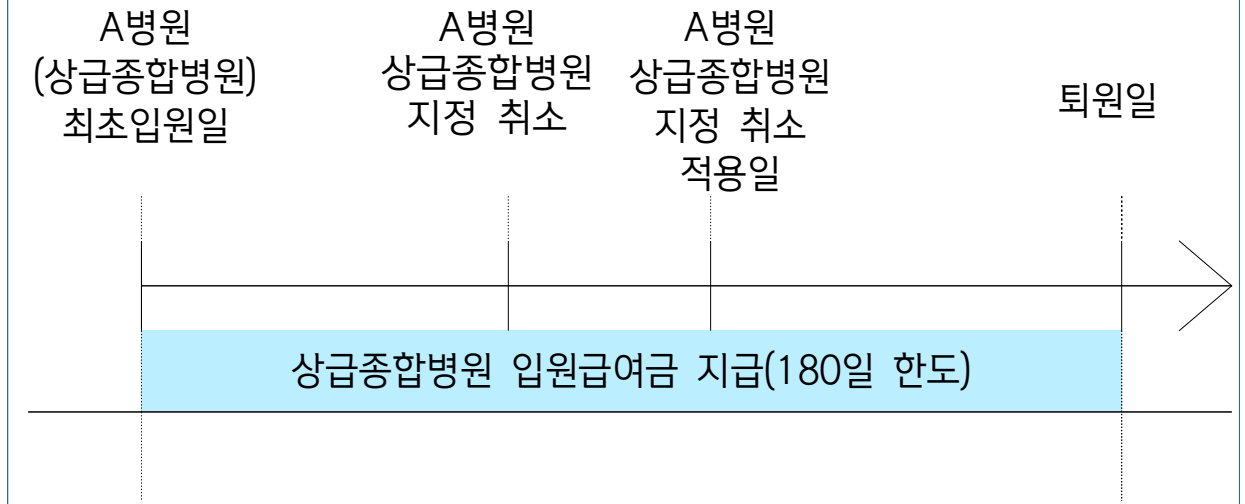 A병원
(상급종합병원)
최초입원일
A병원
상급종합병원
지정 취소
A병원
상급종합병원
지정 취소
적용일
퇴원일
상급종합병원 입원급여금 지급(180일 한도)